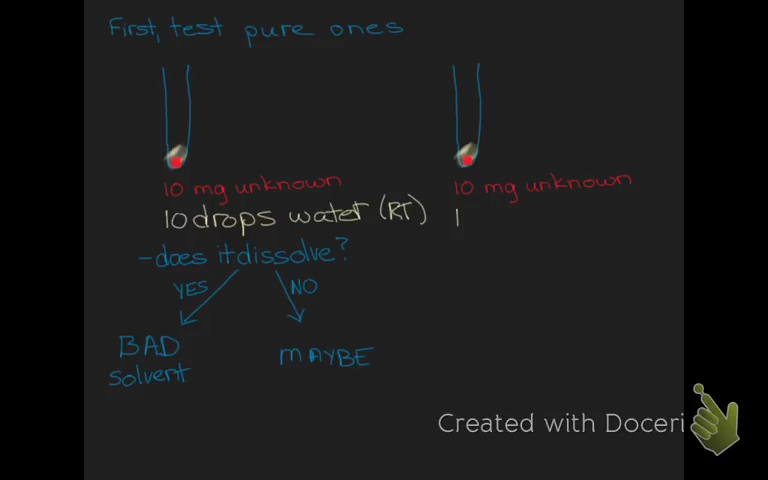 First, test pure ones
10 mg unknown
10 mg unknown
10 drops water (RT)
1
- does it dissolve?
YES
NO
BAD
solvent
MAYBE
Created with Doceri